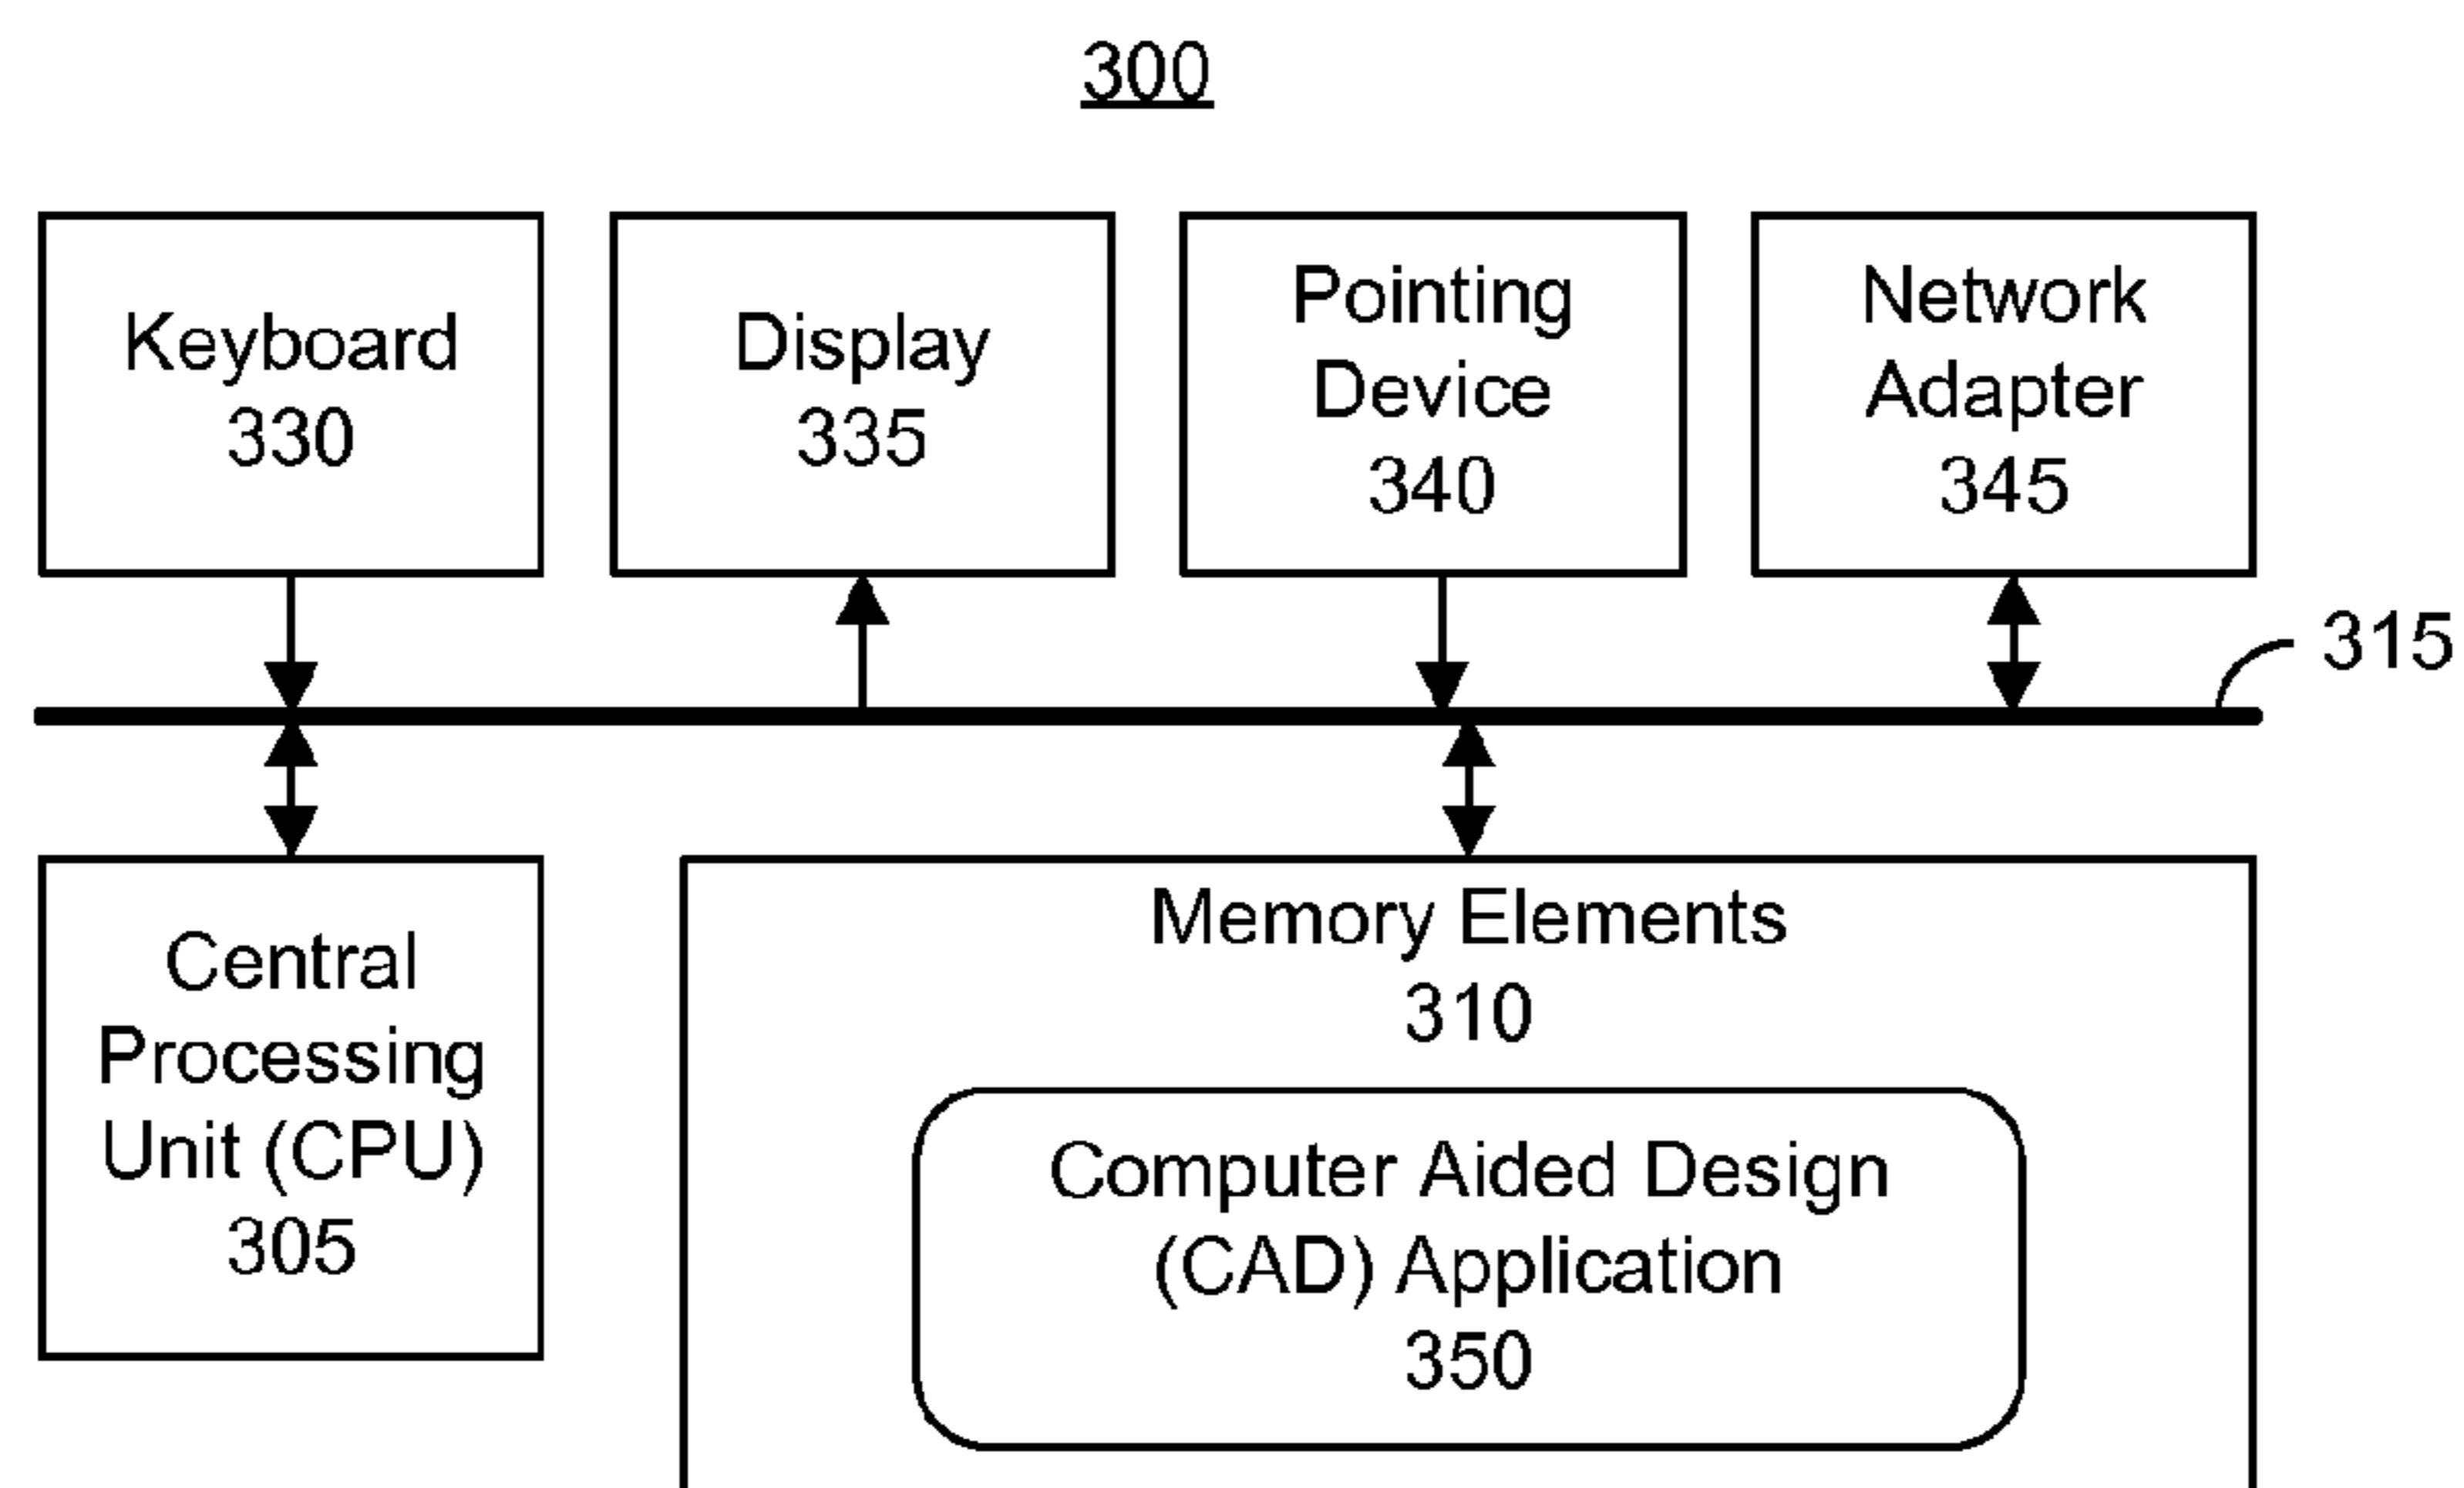 300
Keyboard
330
Display
335
Pointing
Device
340
Network
Adapter
345
315
Central
Processing
Unit (CPU)
305
Memory Elements
310
Computer Aided Design
(CAD) Application
350